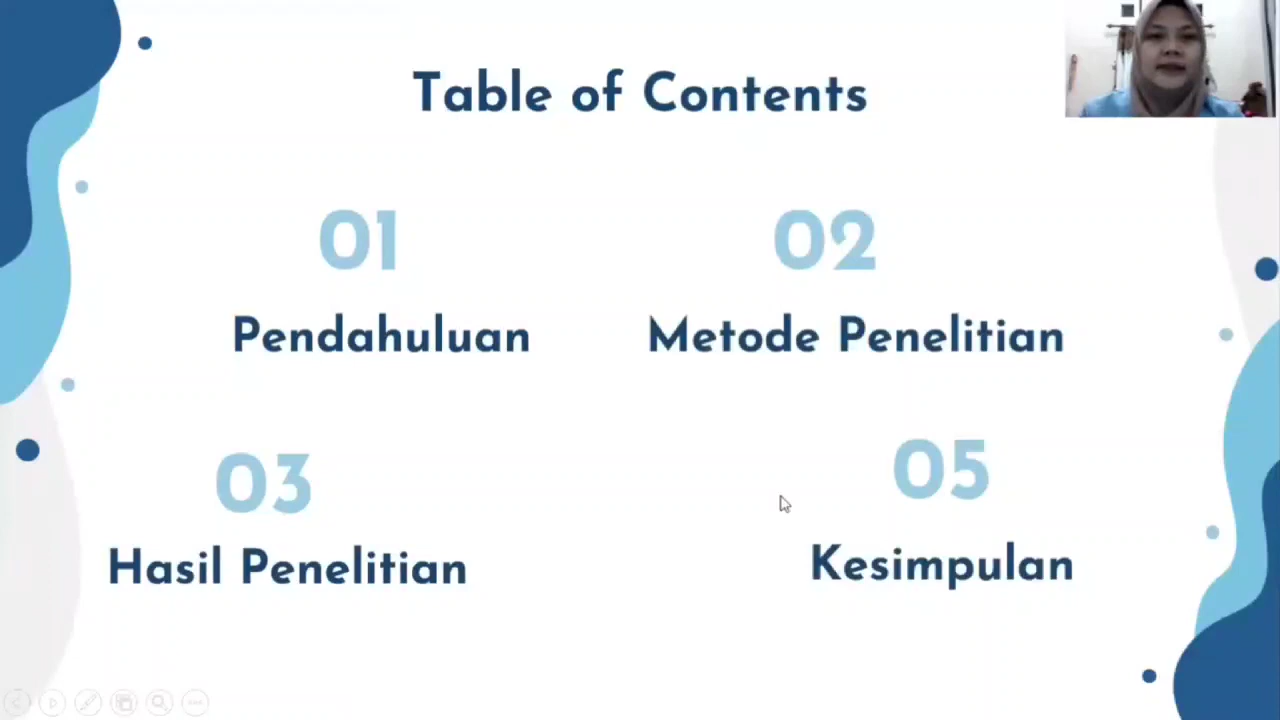 Table of Contents
01
02
Pendahuluan
Metode Penelitian
03
05
Hasil Penelitian
Kesimpulan